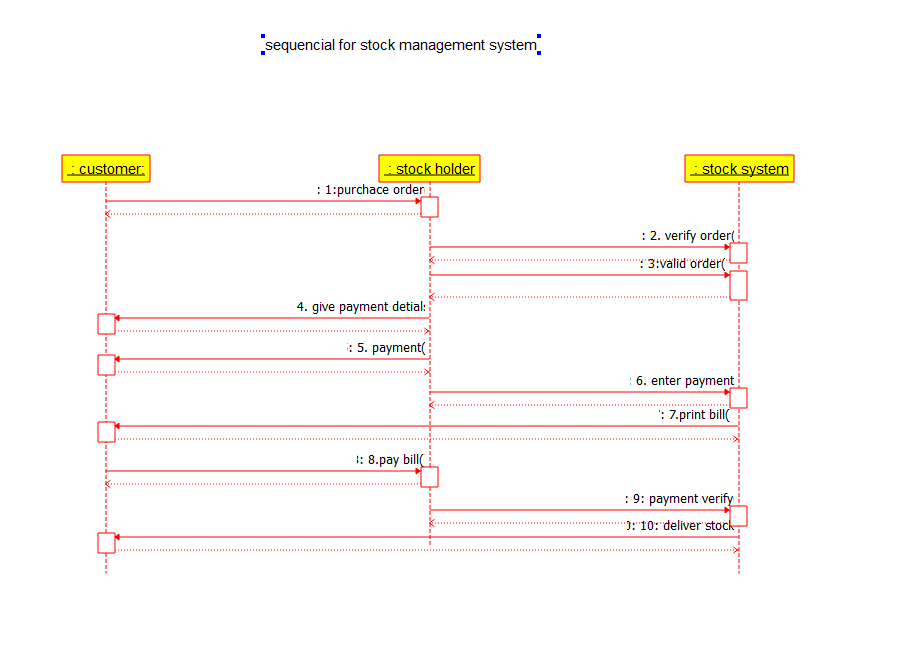 sequencial for stock management system
: customer:
: stock holder
: stock system
: 1:purchace order
: 2. verify order(
: 3:valid order(
4. give payment detials
: 5. payment(
: 6. enter payment
: 7.print bill(
: 8.pay bill(
: 9: payment verify
: 10: deliver stock